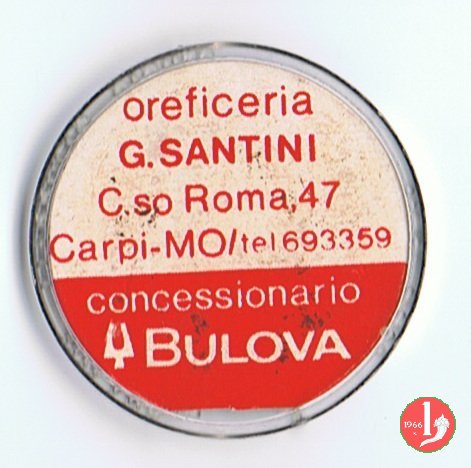 oreficeria
G.SANTINI
C.so Roma,47
Carpi-MO/tel.693359
concessionario
BULOVA
1966